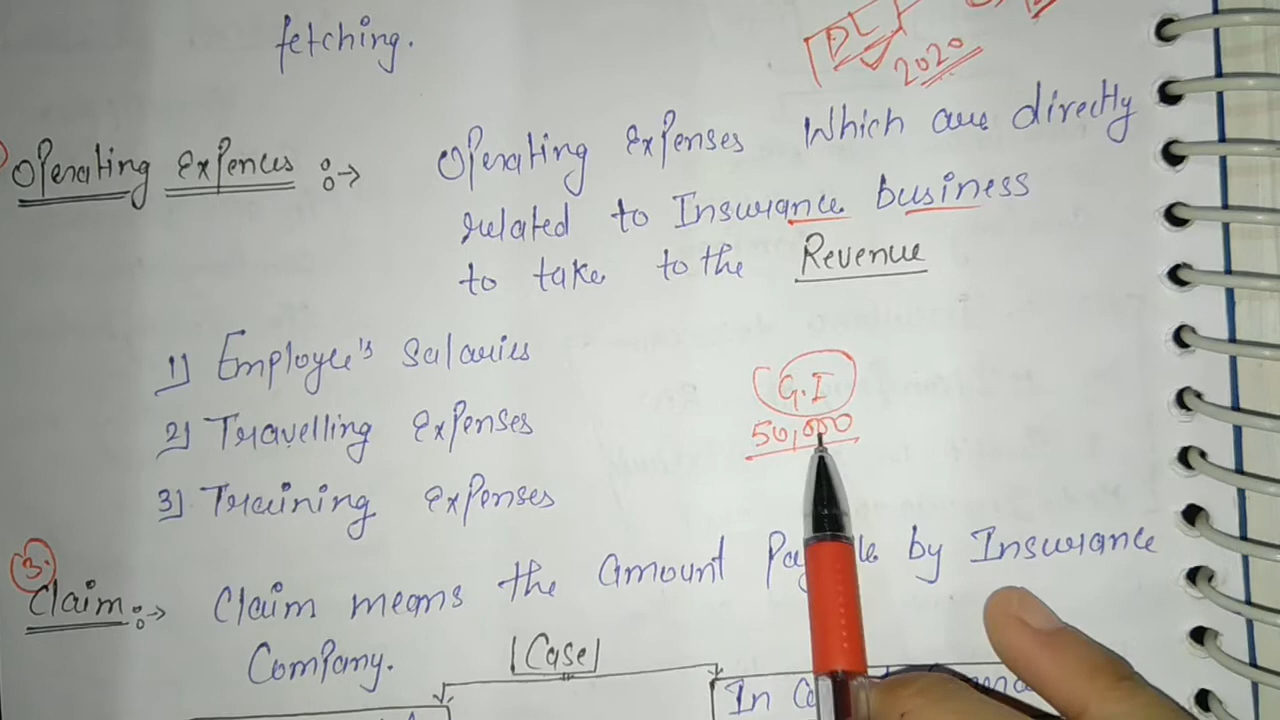 fetching.
2020
Operating Expences :→ Operating Expenses Which are directly
related to Insurance business
to take to the Revenue
1) Employee's Salaries
2) Travelling Expenses
3) Training Expenses
G.I
50,000
3.
Claim :→ Claim means the amount by Insurance
Company.
Case
In